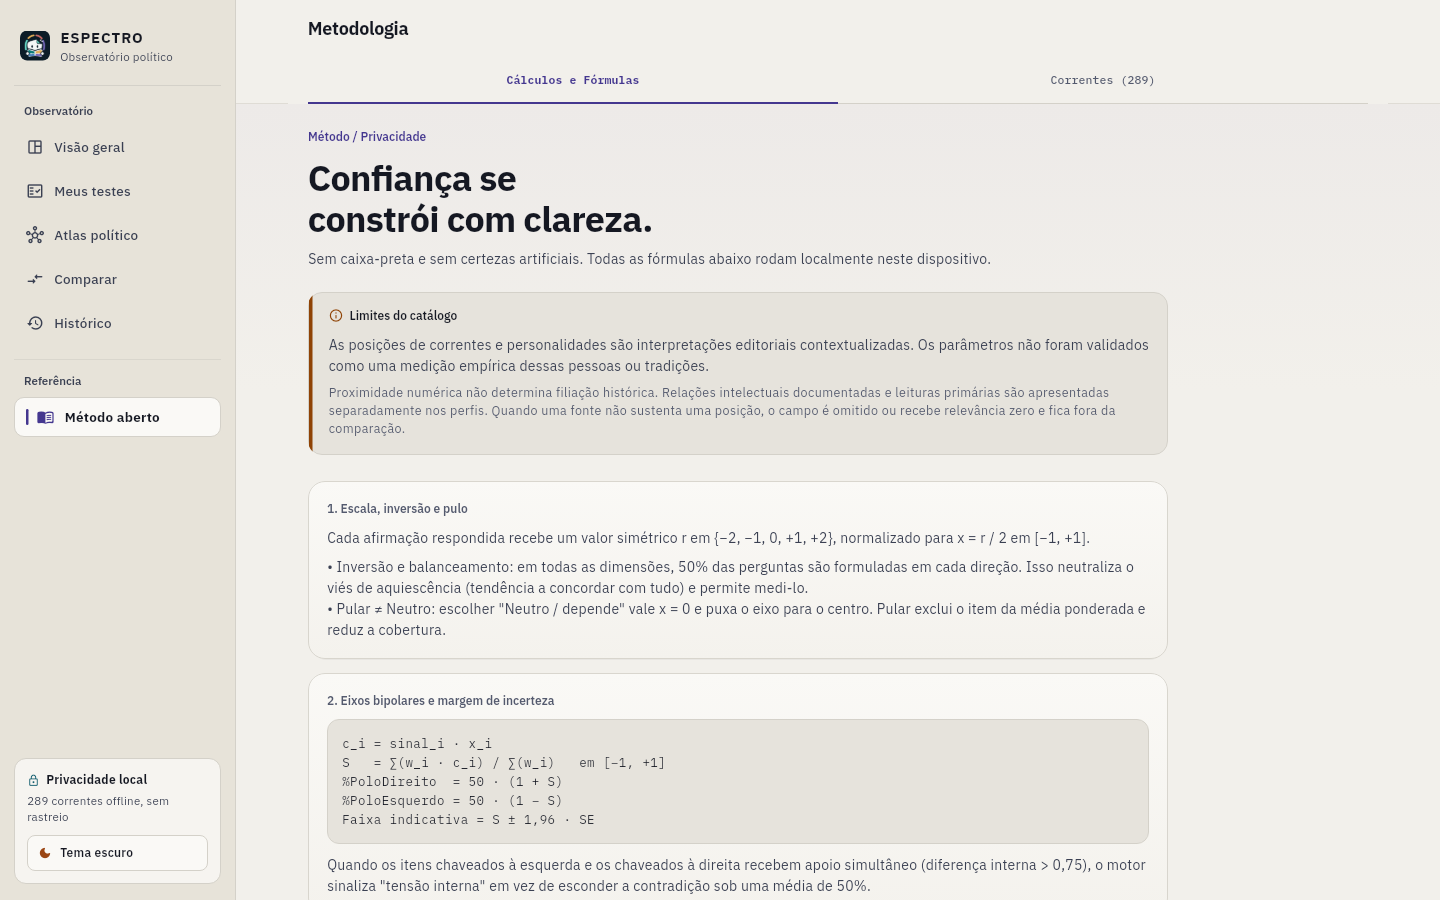 ESPECTRO
Observatório político
Observatório
Visão geral
Meus testes
Atlas político
Comparar
Histórico
Referência
Método aberto
Privacidade local
289 correntes offline, sem
rastreio
Tema escuro
Metodologia
Cálculos e Fórmulas
Correntes (289)
Método / Privacidade
Confiança se
constrói com clareza.
Sem caixa-preta e sem certezas artificiais. Todas as fórmulas abaixo rodam localmente neste dispositivo.
Limites do catálogo
As posições de correntes e personalidades são interpretações editoriais contextualizadas. Os parâmetros não foram validados
como uma medição empírica dessas pessoas ou tradições.
Proximidade numérica não determina filiação histórica. Relações intelectuais documentadas e leituras primárias são apresentadas
separadamente nos perfis. Quando uma fonte não sustenta uma posição, o campo é omitido ou recebe relevância zero e fica fora da
comparação.
1. Escala, inversão e pulo
Cada afirmação respondida recebe um valor simétrico r em {−2, −1, 0, +1, +2}, normalizado para x = r / 2 em [−1, +1].
• Inversão e balanceamento: em todas as dimensões, 50% das perguntas são formuladas em cada direção. Isso neutraliza o
viés de aquiescência (tendência a concordar com tudo) e permite medi-lo.
• Pular ≠ Neutro: escolher "Neutro / depende" vale x = 0 e puxa o eixo para o centro. Pular exclui o item da média ponderada e
reduz a cobertura.
2. Eixos bipolares e margem de incerteza
c_i = sinal_i · x_i
S   = ∑(w_i · c_i) / ∑(w_i)   em [−1, +1]
%PoloDireito  = 50 · (1 + S)
%PoloEsquerdo = 50 · (1 − S)
Faixa indicativa = S ± 1,96 · SE
Quando os itens chaveados à esquerda e os chaveados à direita recebem apoio simultâneo (diferença interna > 0,75), o motor
sinaliza "tensão interna" em vez de esconder a contradição sob uma média de 50%.